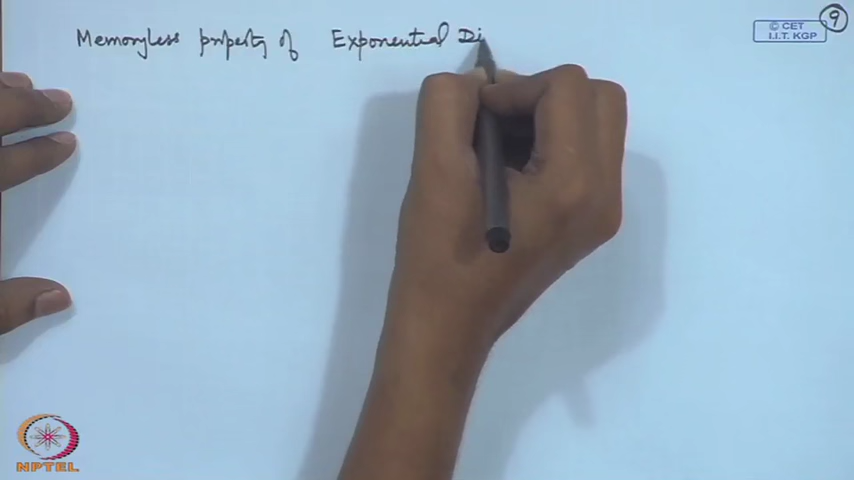 Memoryless property of Exponential Di
© CET
I.I.T. KGP
9
NPTEL